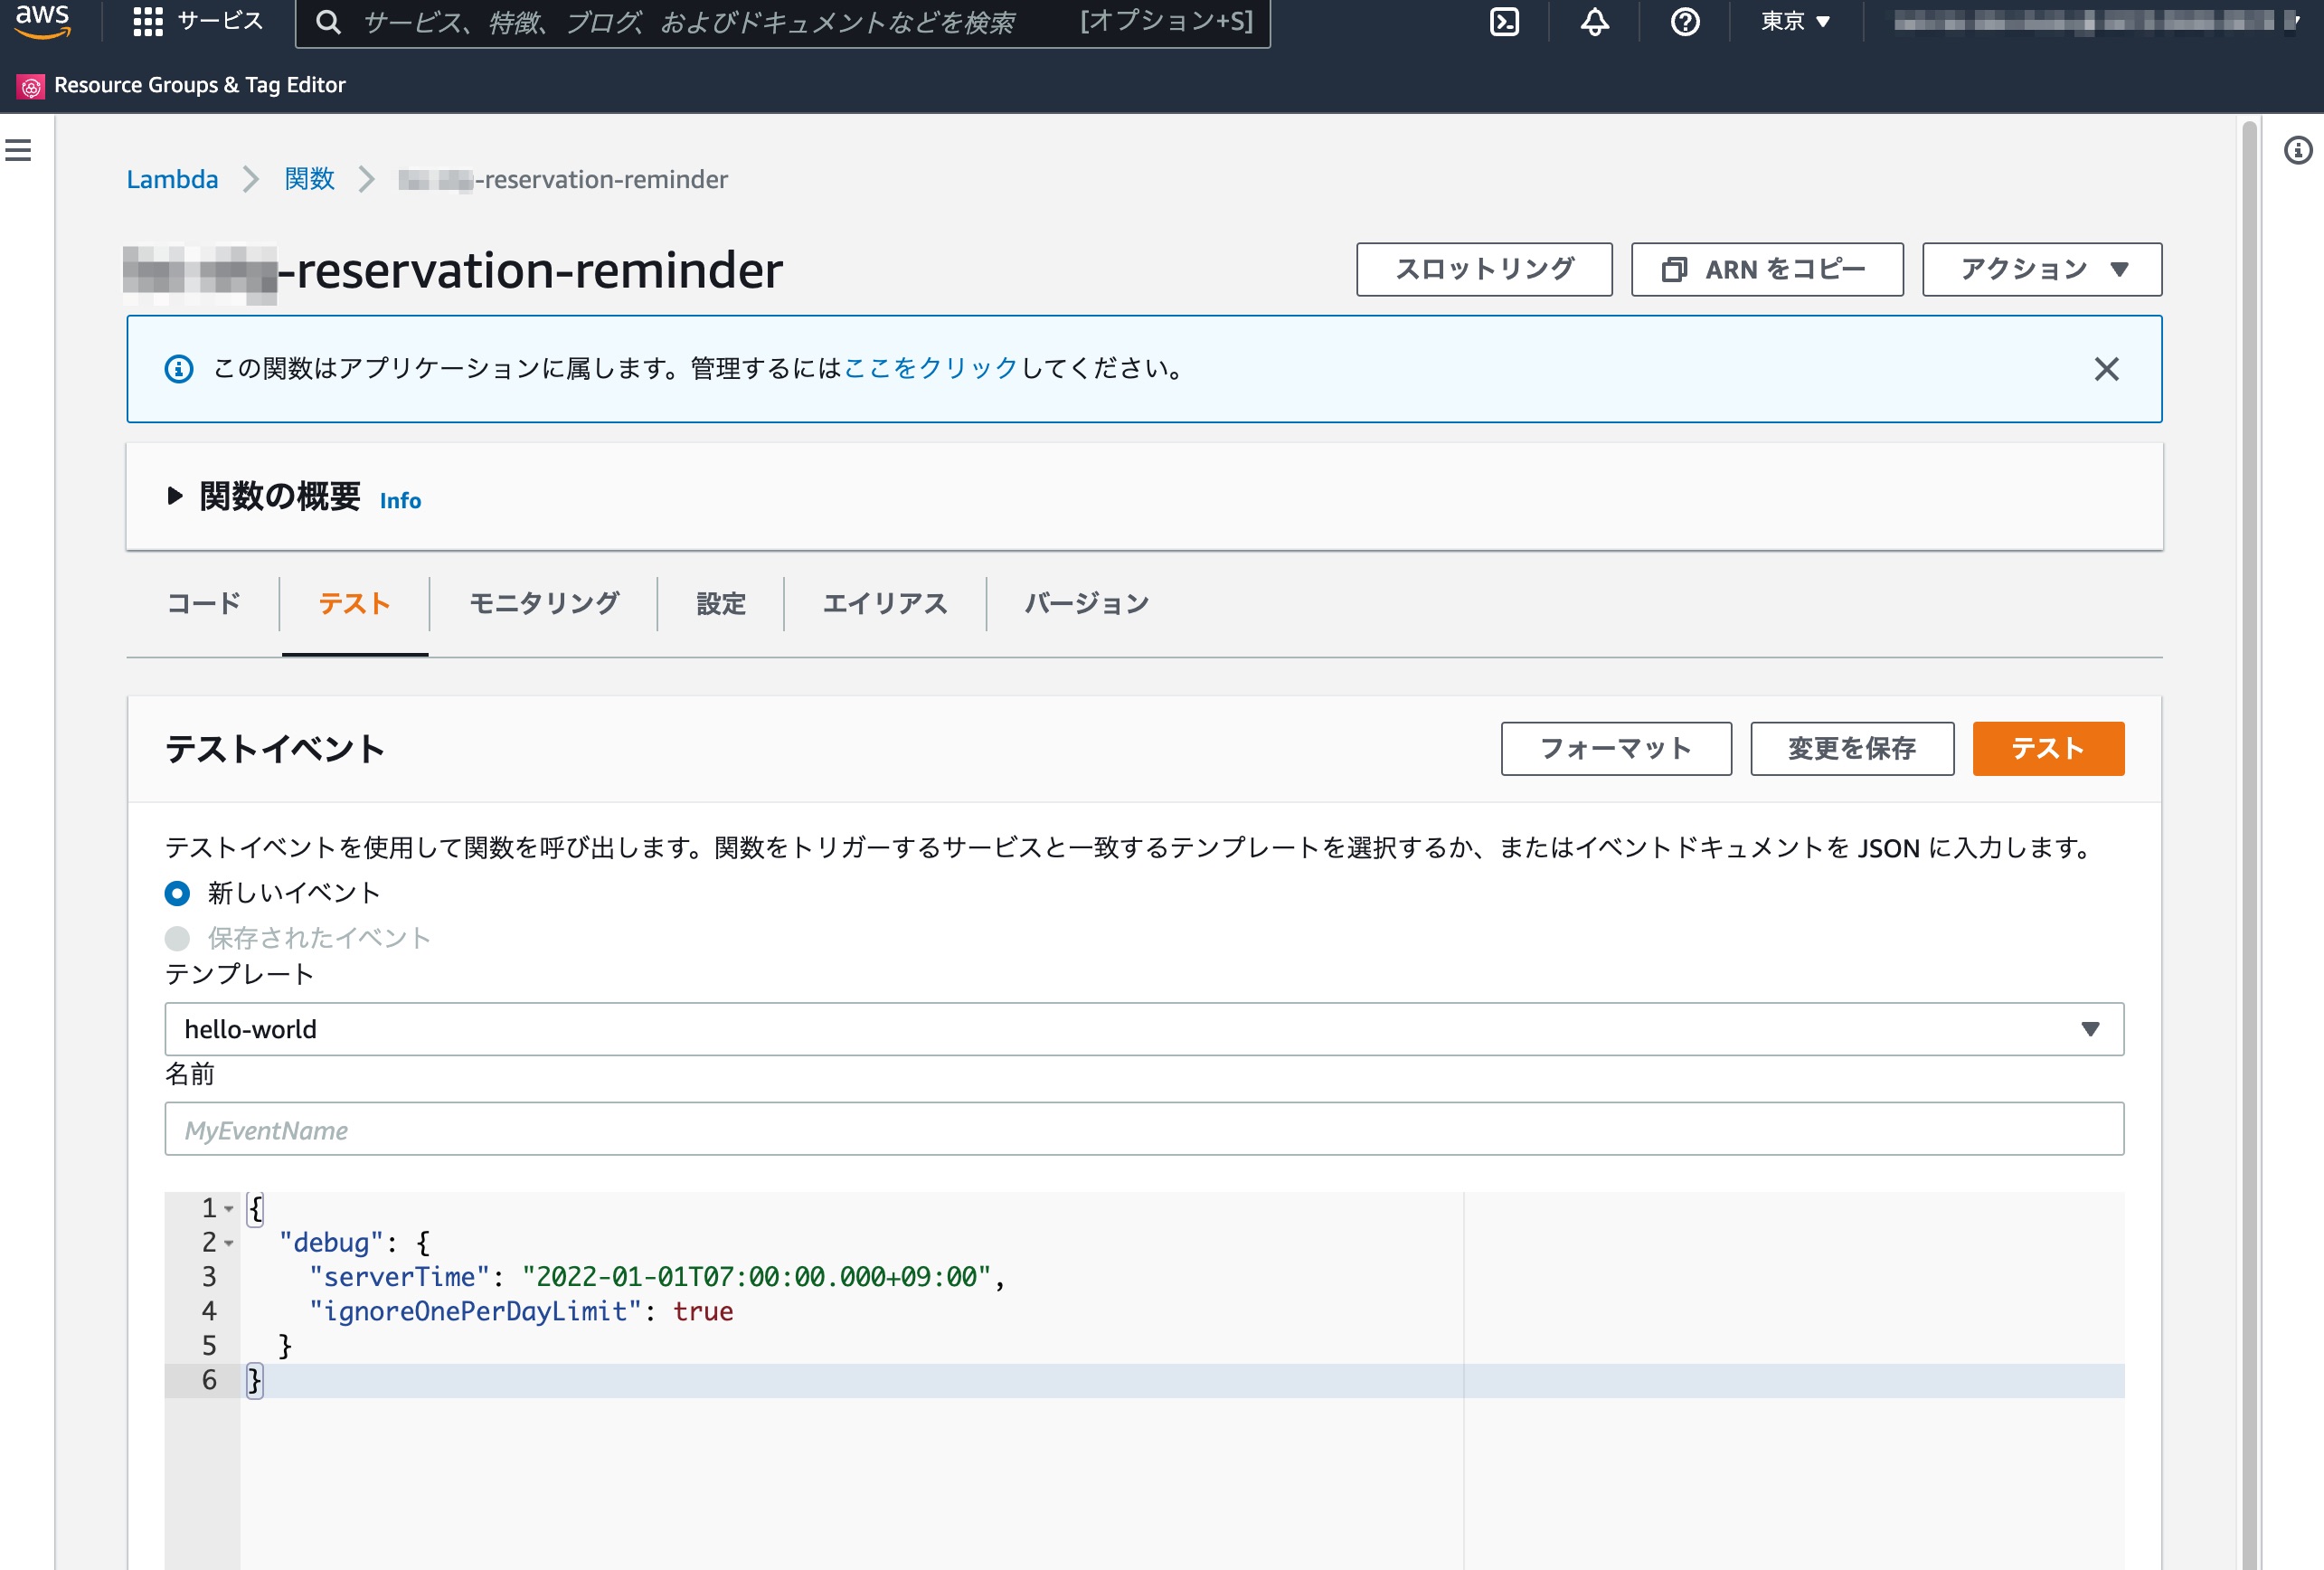 aws サービス サービス、特徴、ブログ、およびドキュメントなどを検索 [オプション+S] 東京
Resource Groups & Tag Editor
Lambda 関数 -reservation-reminder
-reservation-reminder スロットリング ARN をコピー アクション
この関数はアプリケーションに属します。管理するにはここをクリックしてください。
関数の概要 Info
コード テスト モニタリング 設定 エイリアス バージョン
テストイベント フォーマット 変更を保存 テスト
テストイベントを使用して関数を呼び出します。関数をトリガーするサービスと一致するテンプレートを選択するか、またはイベントドキュメントを JSON に入力します。
新しいイベント
保存されたイベント
テンプレート
hello-world
名前
MyEventName
1 {
2 "debug": {
3 "serverTime": "2022-01-01T07:00:00.000+09:00",
4 "ignoreOnePerDayLimit": true
5 }
6 }